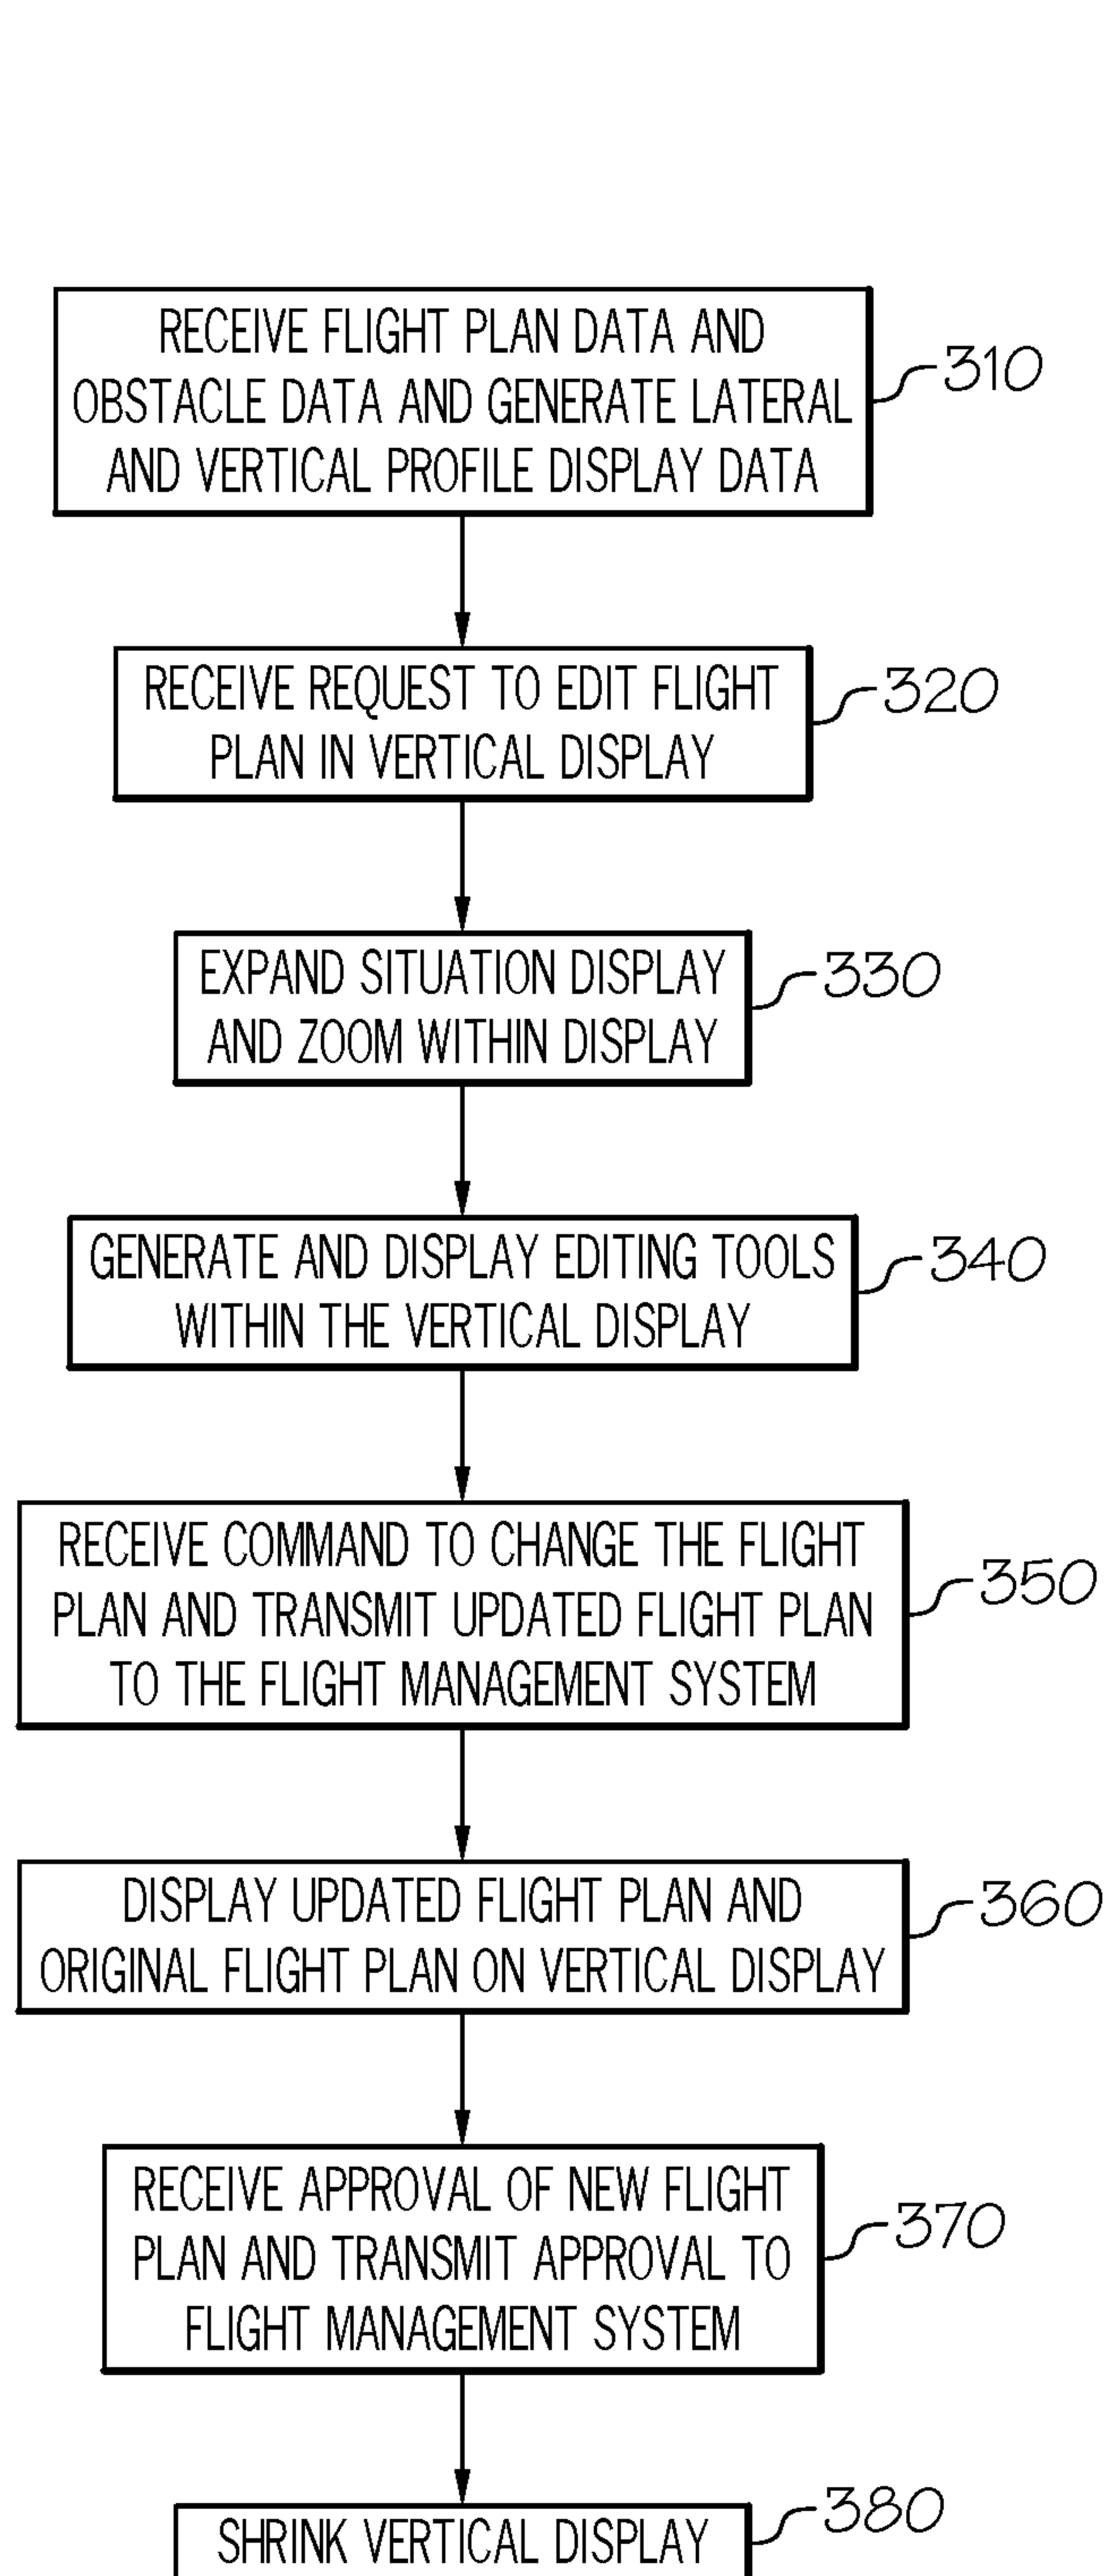 RECEIVE FLIGHT PLAN DATA AND
OBSTACLE DATA AND GENERATE LATERAL
AND VERTICAL PROFILE DISPLAY DATA
310
RECEIVE REQUEST TO EDIT FLIGHT
PLAN IN VERTICAL DISPLAY
320
EXPAND SITUATION DISPLAY
AND ZOOM WITHIN DISPLAY
330
GENERATE AND DISPLAY EDITING TOOLS
WITHIN THE VERTICAL DISPLAY
340
RECEIVE COMMAND TO CHANGE THE FLIGHT
PLAN AND TRANSMIT UPDATED FLIGHT PLAN
TO THE FLIGHT MANAGEMENT SYSTEM
350
DISPLAY UPDATED FLIGHT PLAN AND
ORIGINAL FLIGHT PLAN ON VERTICAL DISPLAY
360
RECEIVE APPROVAL OF NEW FLIGHT
PLAN AND TRANSMIT APPROVAL TO
FLIGHT MANAGEMENT SYSTEM
370
SHRINK VERTICAL DISPLAY
380